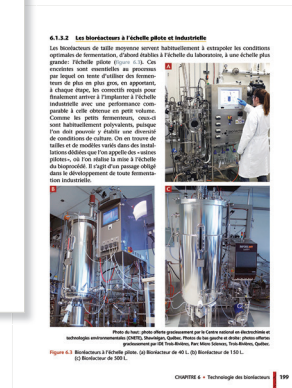 6.1.3.2 Les bioréacteurs à l'échelle pilote et industrielle
Les bioréacteurs de taille moyenne servent habituellement à extrapoler les conditions
optimales de fermentation, d'abord établies à l'échelle du laboratoire, à une échelle plus
grande: l'échelle pilote (figure 6.3). Ces
enceintes sont essentielles au processus
par lequel on tente d'utiliser des fermen-
teurs de plus en plus gros, en apportant,
à chaque étape, les correctifs requis pour
finalement arriver à l'implanter à l'échelle
industrielle avec une performance com-
parable à celle obtenue en petit volume.
Comme les petits fermenteurs, ceux-ci
sont habituellement polyvalents, puisque
l'on doit pouvoir y établir une diversité
de conditions de culture. On en trouve de
tailles et de modèles variés dans des instal-
lations dédiées que l'on appelle des «usines
pilotes», où l'on réalise la mise à l'échelle
du bioprocédé. Il s'agit d'un passage obligé
dans le développement de toute fermenta-
tion industrielle.
A
B
C
Photo du haut: photo offerte gracieusement par le Centre national en électrochimie et
technologies environnementales (CNETE), Shawinigan, Québec. Photos du bas gauche et droite: photos offertes
gracieusement par IDE Trois-Rivières, Parc Micro Sciences, Trois-Rivières, Québec.
Figure 6.3 Bioréacteurs à l'échelle pilote. (a) Bioréacteur de 40 L. (b) Bioréacteur de 150 L.
(c) Bioréacteur de 500 L.
CHAPITRE 6 • Technologie des bioréacteurs 199